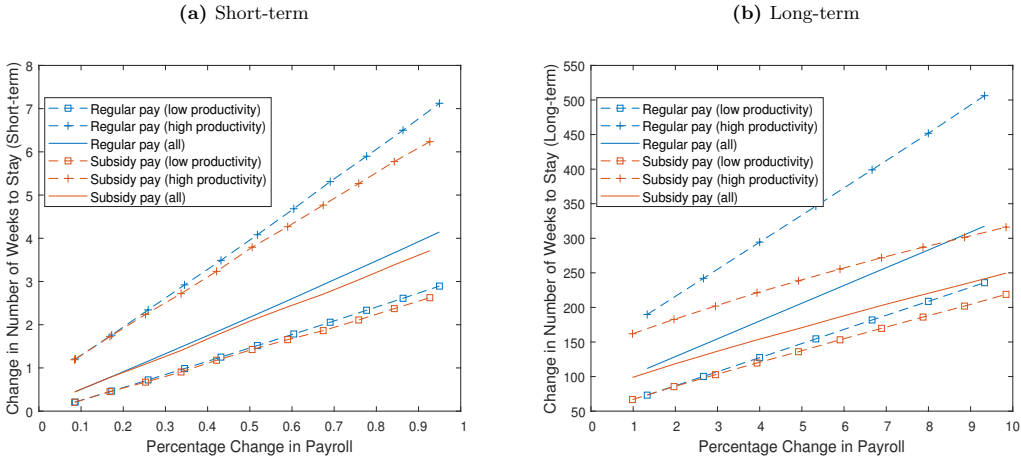 (a) Short-term
Change in Number of Weeks to Stay (Short-term)
8
7
6
5
4
3
2
1
0
Regular pay (low productivity)
Regular pay (high productivity)
Regular pay (all)
Subsidy pay (low productivity)
Subsidy pay (high productivity)
Subsidy pay (all)
0 0.1 0.2 0.3 0.4 0.5 0.6 0.7 0.8 0.9 1
Percentage Change in Payroll
(b) Long-term
Change in Number of Weeks to Stay (Long-term)
550
500
450
400
350
300
250
200
150
100
50
Regular pay (low productivity)
Regular pay (high productivity)
Regular pay (all)
Subsidy pay (low productivity)
Subsidy pay (high productivity)
Subsidy pay (all)
0 1 2 3 4 5 6 7 8 9 10
Percentage Change in Payroll